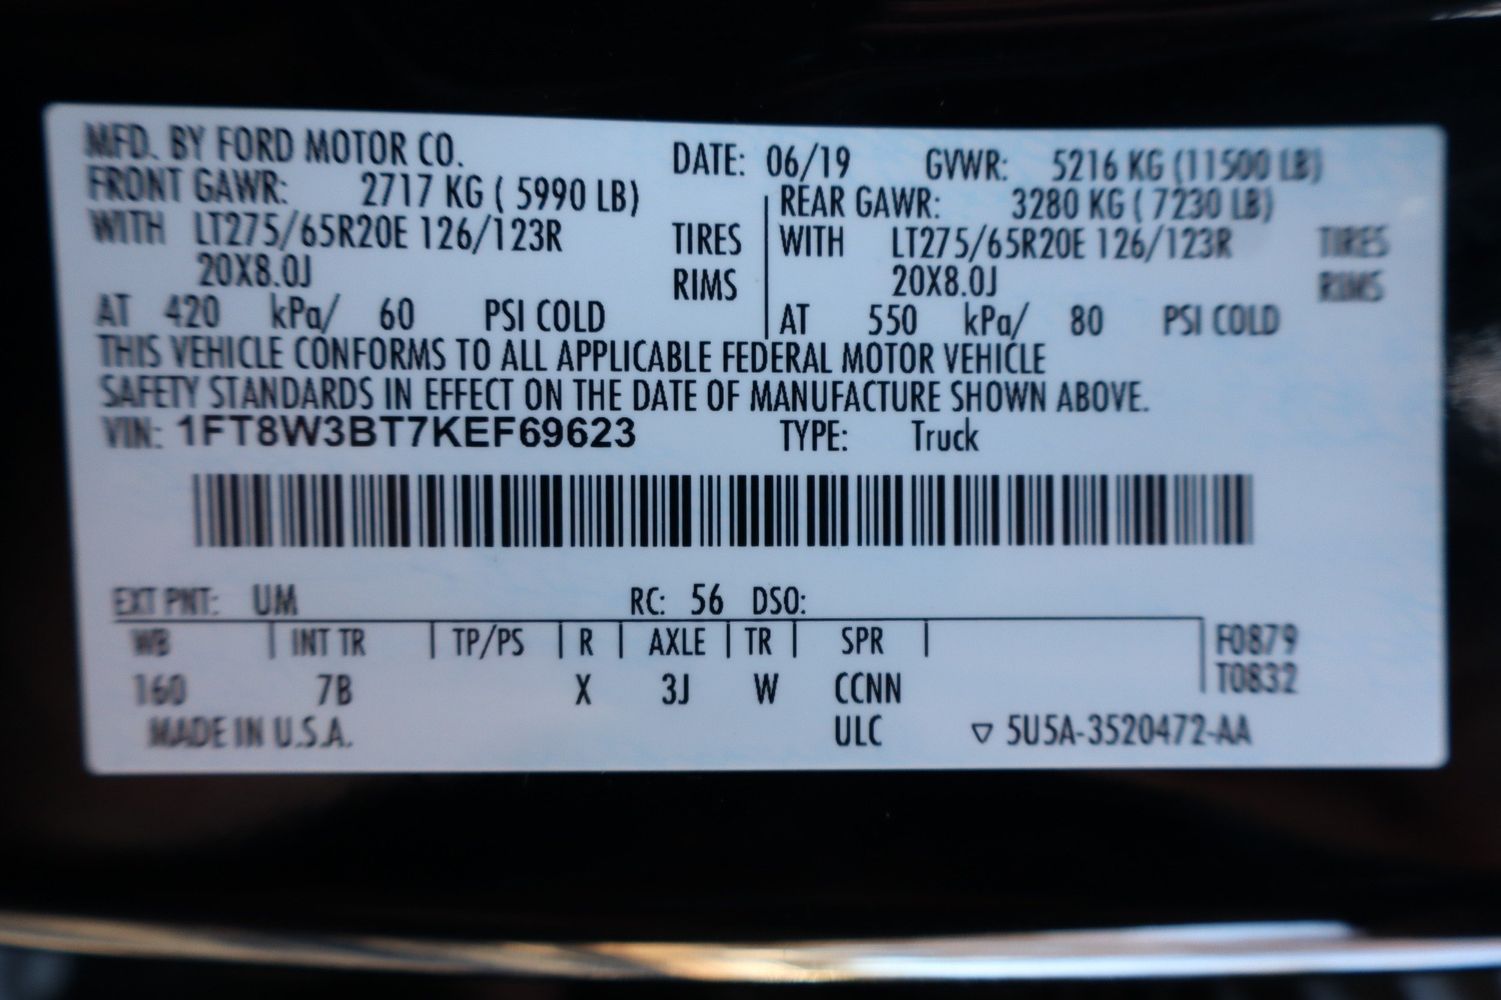 MFD. BY FORD MOTOR CO.
DATE: 06/19 GVWR: 5216 KG (11500 LB)
FRONT GAWR: 2717 KG ( 5990 LB)
WITH LT275/65R20E 126/123R TIRES
20X8.0J RIMS
AT 420 kPa/ 60 PSI COLD
REAR GAWR: 3280 KG ( 7230 LB)
WITH LT275/65R20E 126/123R TIRES
20X8.0J RIMS
AT 550 kPa/ 80 PSI COLD
THIS VEHICLE CONFORMS TO ALL APPLICABLE FEDERAL MOTOR VEHICLE
SAFETY STANDARDS IN EFFECT ON THE DATE OF MANUFACTURE SHOWN ABOVE.
VIN: 1FT8W3BT7KEF69623 TYPE: Truck
EXT PNT: UM RC: 56 DSO:
WB INT TR TP/PS R AXLE TR SPR F0879
T0832
160 7B X 3J W CCNN
MADE IN U.S.A. ULC ▽ 5U5A-3520472-AA